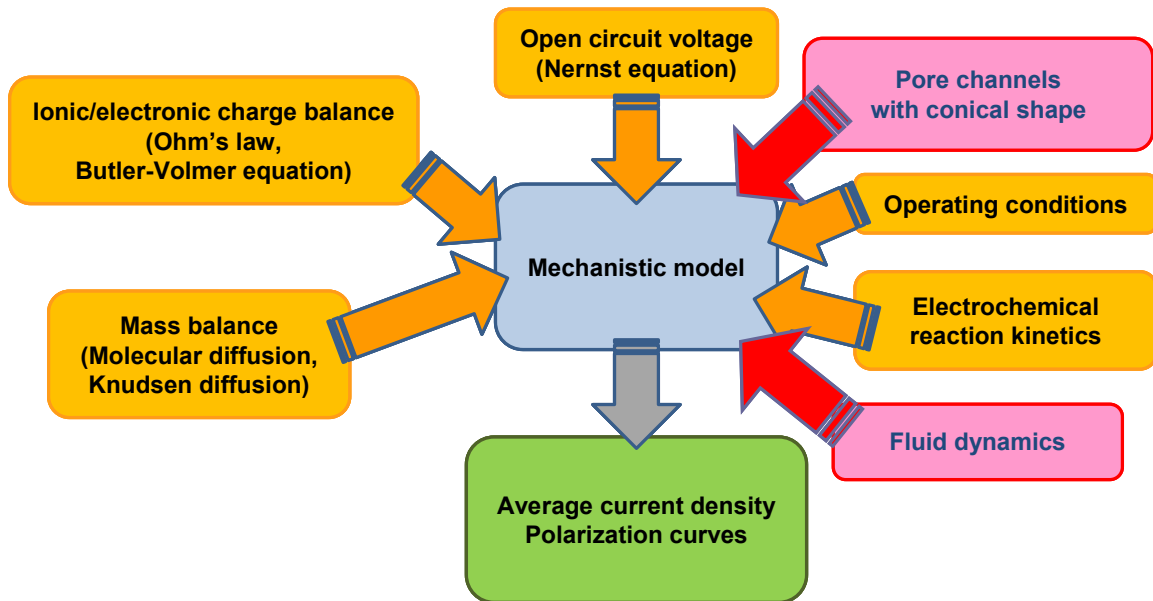 Open circuit voltage
(Nernst equation)
Pore channels
with conical shape
Ionic/electronic charge balance
(Ohm’s law,
Butler-Volmer equation)
Operating conditions
Mechanistic model
Mass balance
(Molecular diffusion,
Knudsen diffusion)
Electrochemical
reaction kinetics
Fluid dynamics
Average current density
Polarization curves